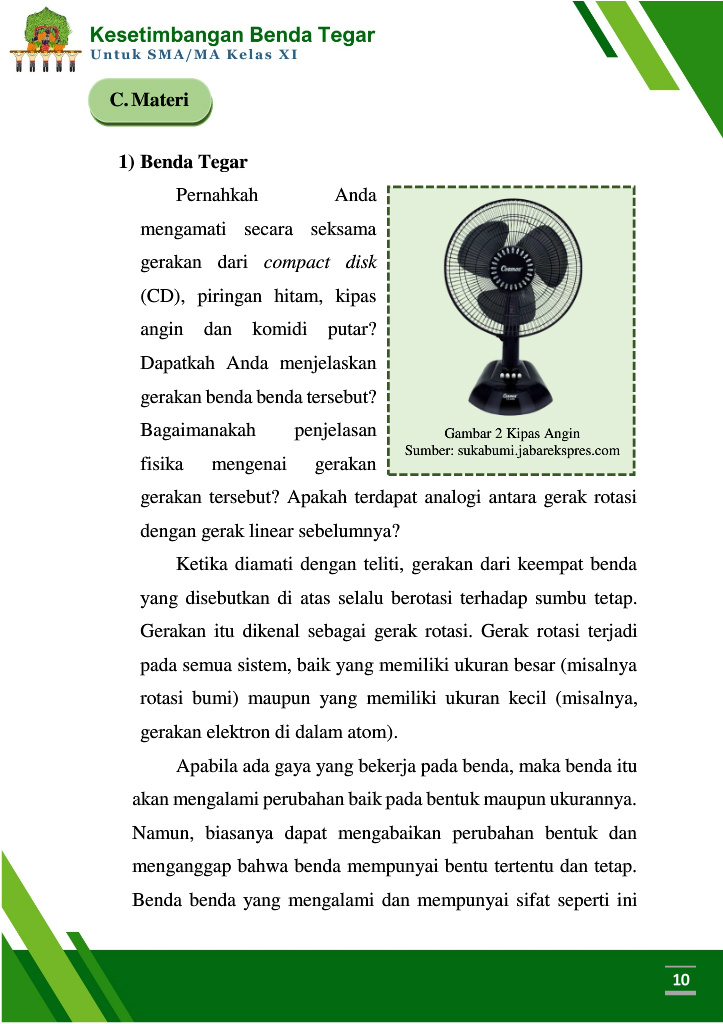 Kesetimbangan Benda Tegar
Untuk SMA/MA Kelas XI
C. Materi
1) Benda Tegar
Pernahkah Anda
mengamati secara seksama
gerakan dari compact disk
(CD), piringan hitam, kipas
angin dan komidi putar?
Dapatkah Anda menjelaskan
gerakan benda benda tersebut?
Bagaimanakah penjelasan
fisika mengenai gerakan
Cosmos
Gambar 2 Kipas Angin
Sumber: sukabumi.jabarekspres.com
gerakan tersebut? Apakah terdapat analogi antara gerak rotasi
dengan gerak linear sebelumnya?
Ketika diamati dengan teliti, gerakan dari keempat benda
yang disebutkan di atas selalu berotasi terhadap sumbu tetap.
Gerakan itu dikenal sebagai gerak rotasi. Gerak rotasi terjadi
pada semua sistem, baik yang memiliki ukuran besar (misalnya
rotasi bumi) maupun yang memiliki ukuran kecil (misalnya,
gerakan elektron di dalam atom).
Apabila ada gaya yang bekerja pada benda, maka benda itu
akan mengalami perubahan baik pada bentuk maupun ukurannya.
Namun, biasanya dapat mengabaikan perubahan bentuk dan
menganggap bahwa benda mempunyai bentu tertentu dan tetap.
Benda benda yang mengalami dan mempunyai sifat seperti ini
10